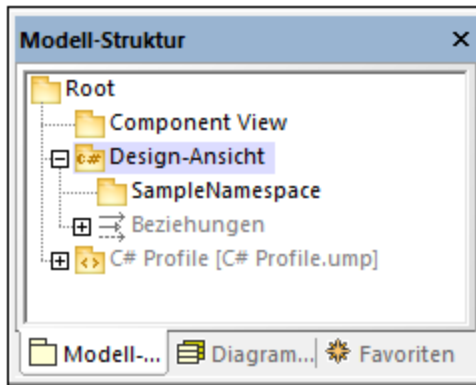 Modell-Struktur
Root
Component View
c# Design-Ansicht
SampleNamespace
Beziehungen
C# Profile [C# Profile.ump]
Modell-... Diagram... Favoriten